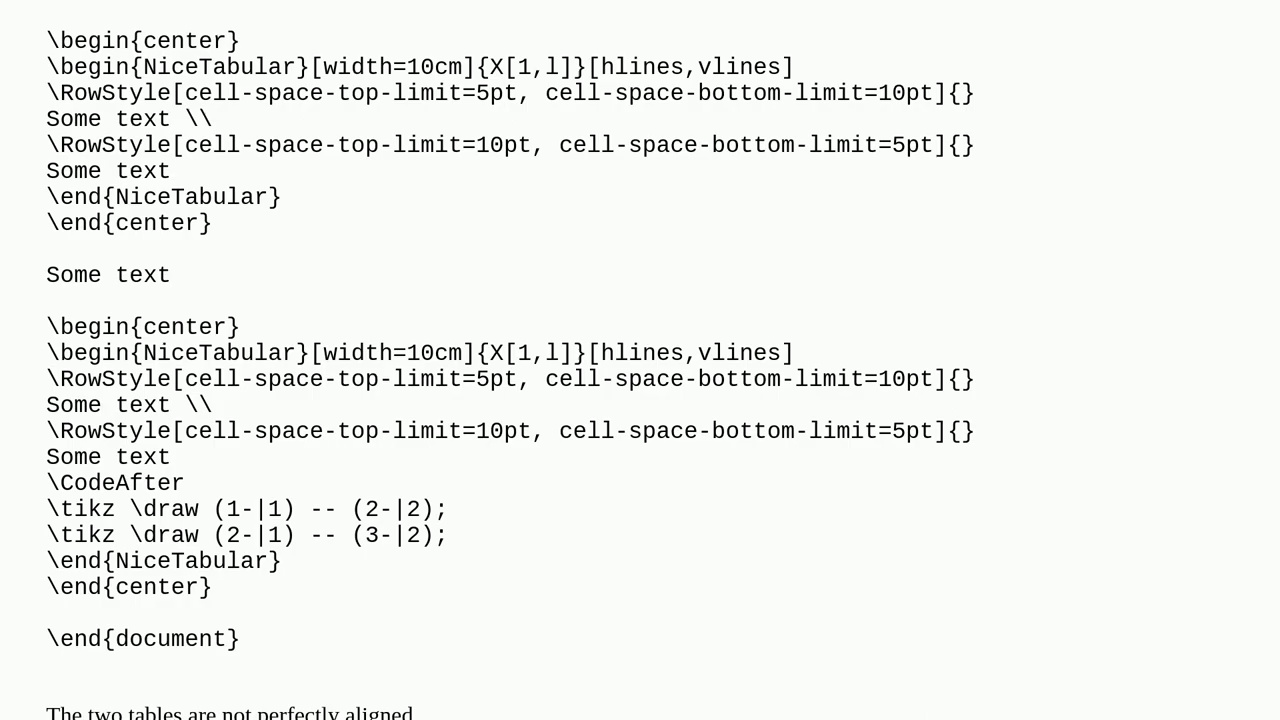 \begin{center}
\begin{NiceTabular}[width=10cm]{X[1,l]}[hlines,vlines]
\RowStyle[cell-space-top-limit=5pt, cell-space-bottom-limit=10pt]{}
Some text \\
\RowStyle[cell-space-top-limit=10pt, cell-space-bottom-limit=5pt]{}
Some text
\end{NiceTabular}
\end{center}

Some text

\begin{center}
\begin{NiceTabular}[width=10cm]{X[1,l]}[hlines,vlines]
\RowStyle[cell-space-top-limit=5pt, cell-space-bottom-limit=10pt]{}
Some text \\
\RowStyle[cell-space-top-limit=10pt, cell-space-bottom-limit=5pt]{}
Some text
\CodeAfter
\tikz \draw (1-|1) -- (2-|2);
\tikz \draw (2-|1) -- (3-|2);
\end{NiceTabular}
\end{center}

\end{document}

The two tables are not perfectly aligned